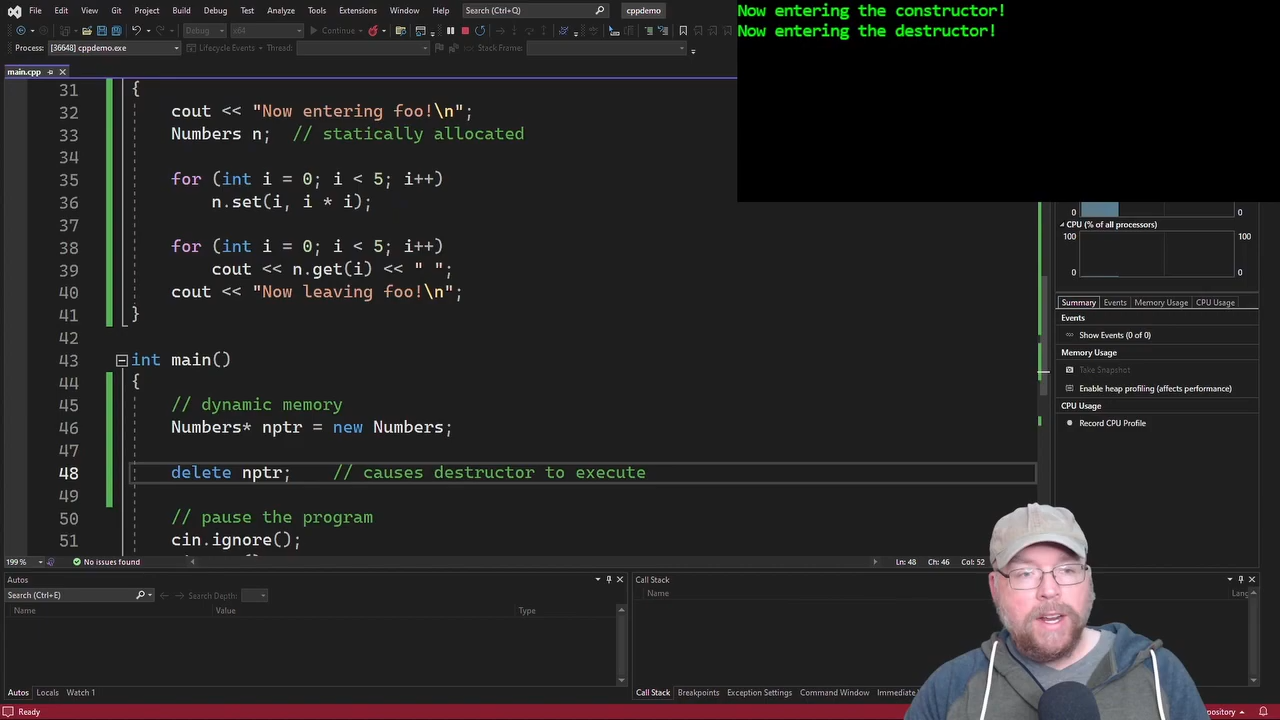 File Edit View Git Project Build Debug Test Analyze Tools Extensions Window Help Search (Ctrl+Q) cppdemo
Debug x64 Continue
Process: [36648] cppdemo.exe Lifecycle Events Thread: Stack Frame:
main.cpp
Now entering the constructor!
Now entering the destructor!
31 {
32 cout << "Now entering foo!\n";
33 Numbers n; // statically allocated
34
35 for (int i = 0; i < 5; i++)
36 n.set(i, i * i);
37
38 for (int i = 0; i < 5; i++)
39 cout << n.get(i) << " ";
40 cout << "Now leaving foo!\n";
41 }
42
43 int main()
44 {
45 // dynamic memory
46 Numbers* nptr = new Numbers;
47
48 delete nptr; // causes destructor to execute
49
50 // pause the program
51 cin.ignore();
0 0
CPU (% of all processors)
100 100
0 0
Summary Events Memory Usage CPU Usage
Events
Show Events (0 of 0)
Memory Usage
Take Snapshot
Enable heap profiling (affects performance)
CPU Usage
Record CPU Profile
199 % No issues found Ln: 48 Ch: 46 Col: 52
Autos
Search (Ctrl+E) Search Depth:
Name Value Type
Call Stack
Name Lang
Autos Locals Watch 1
Call Stack Breakpoints Exception Settings Command Window
Ready